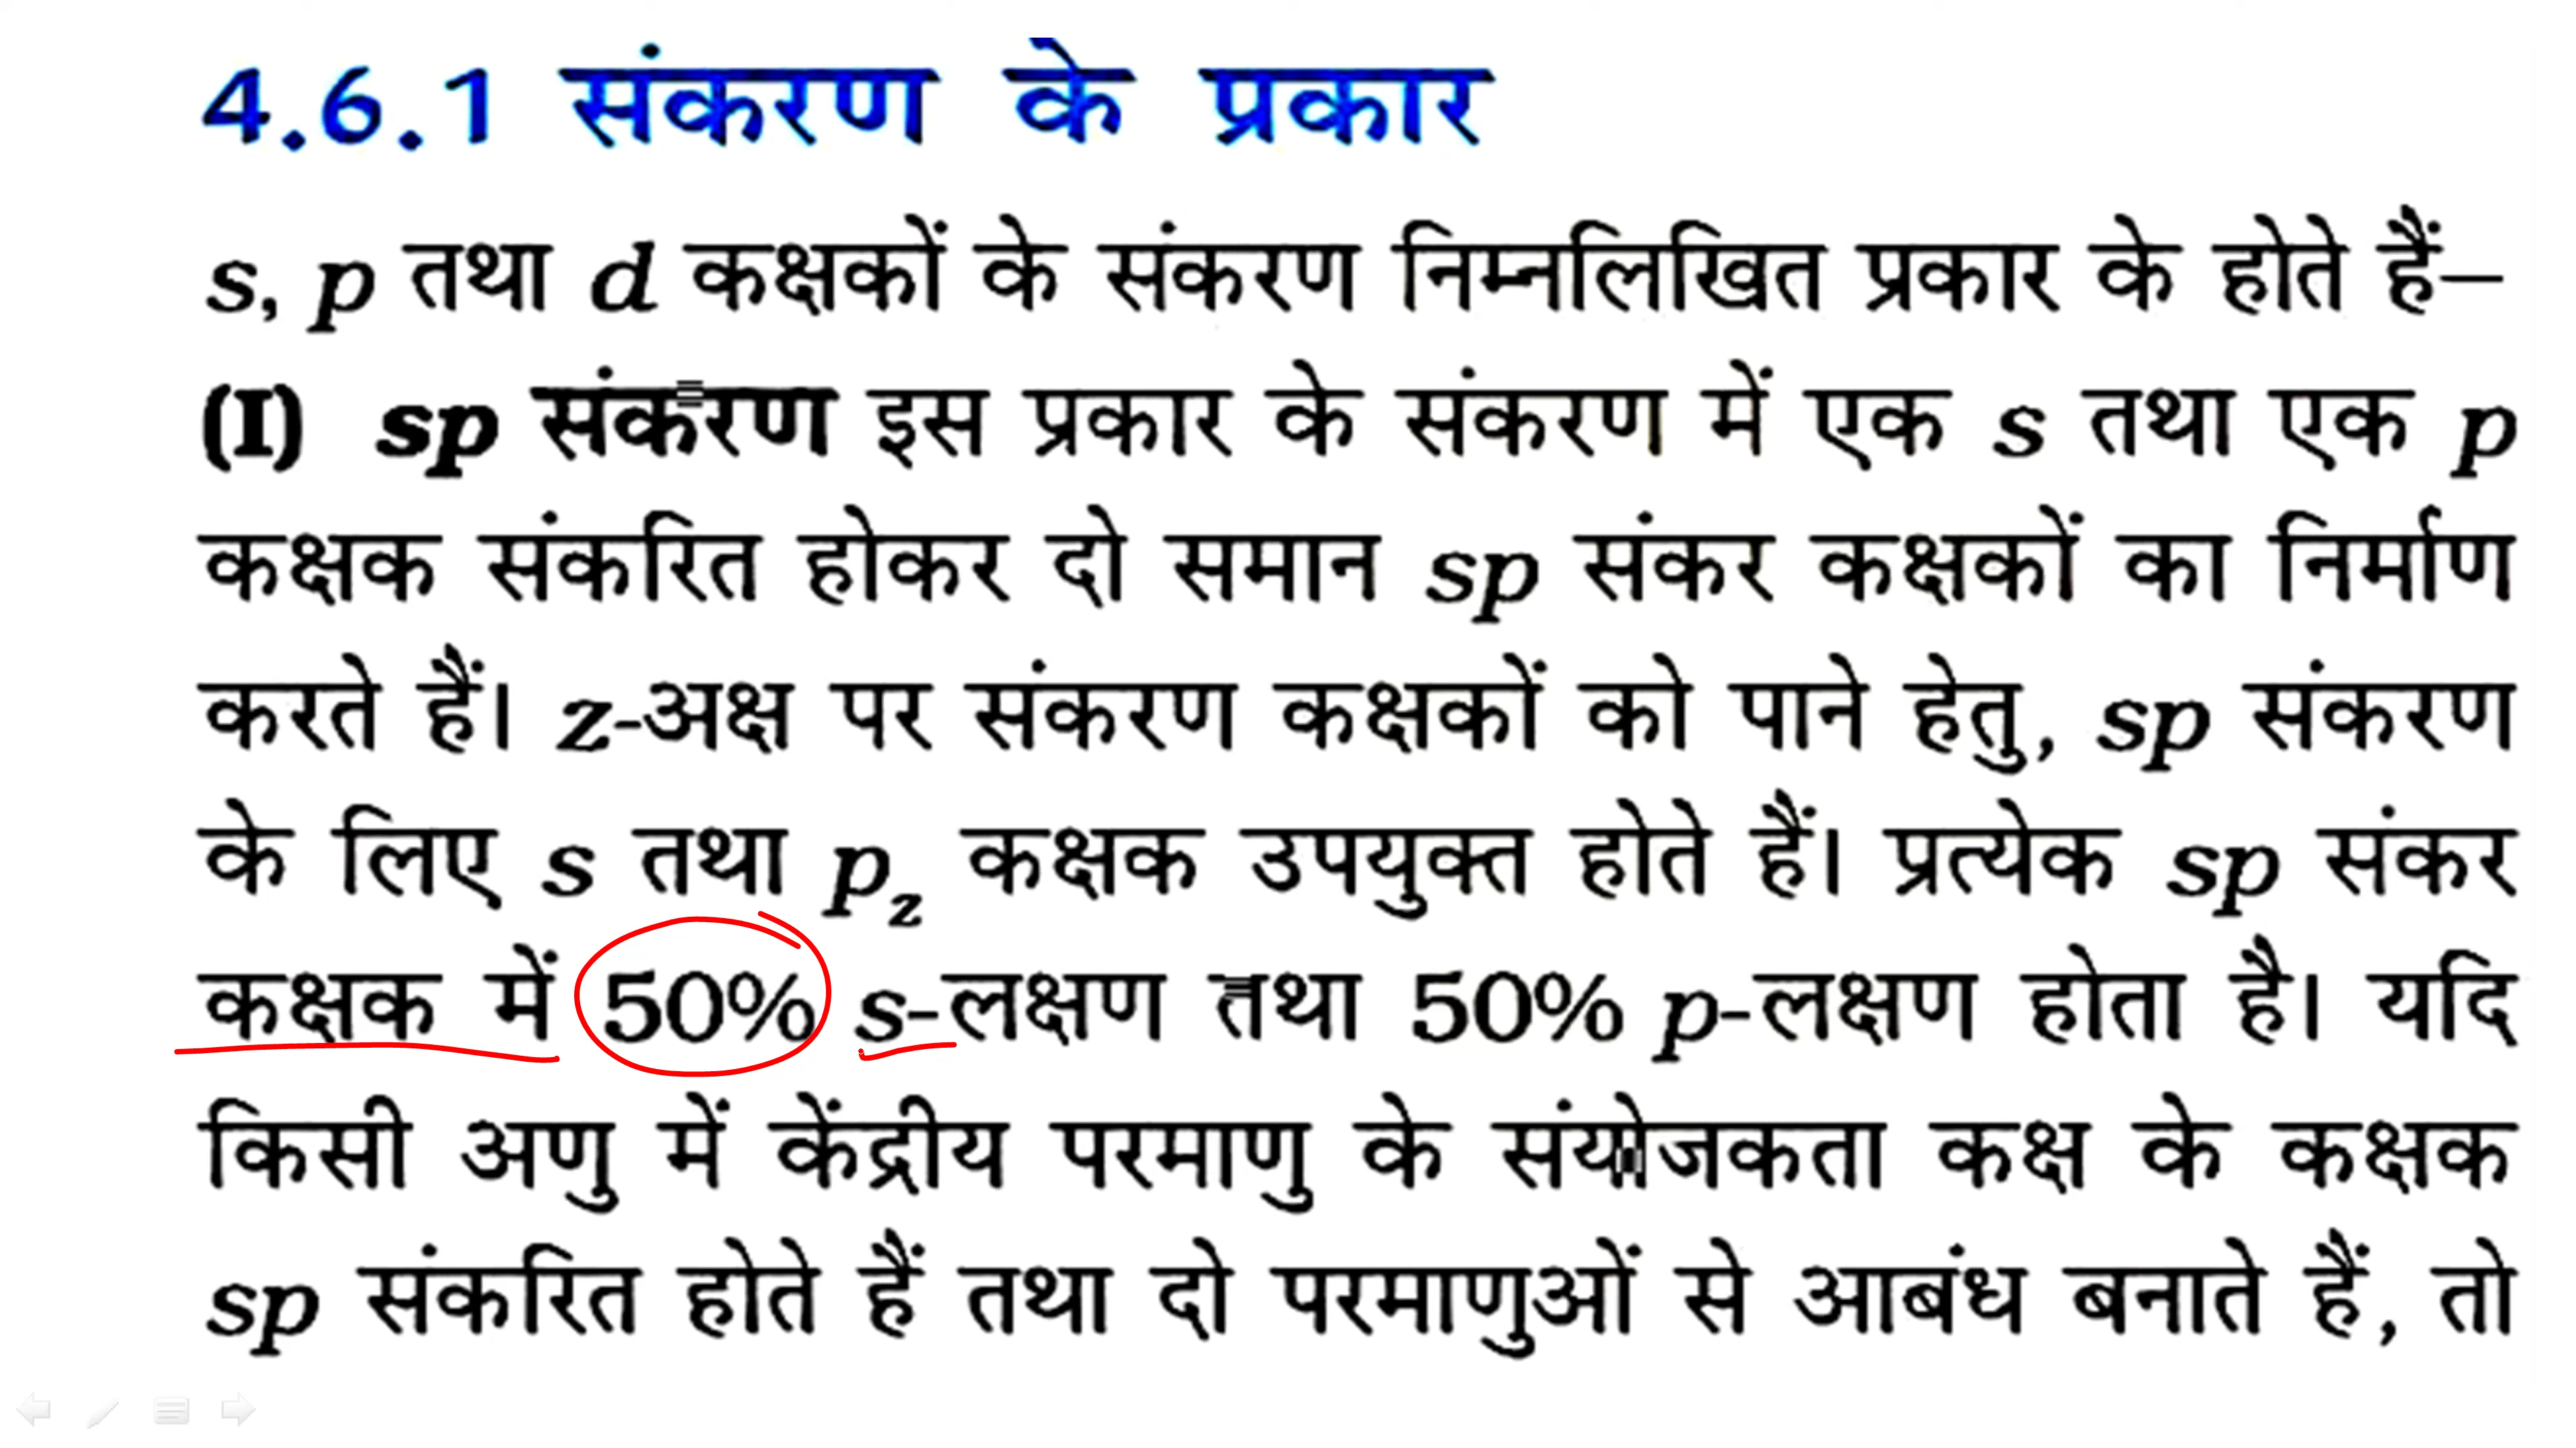 4.6.1 संकरण के प्रकार
s, p तथा d कक्षकों के संकरण निम्नलिखित प्रकार के होते हैं—
(I) sp संकरण इस प्रकार के संकरण में एक s तथा एक p
कक्षक संकरित होकर दो समान sp संकर कक्षकों का निर्माण
करते हैं। z-अक्ष पर संकरण कक्षकों को पाने हेतु, sp संकरण
के लिए s तथा pz कक्षक उपयुक्त होते हैं। प्रत्येक sp संकर
कक्षक में 50% s-लक्षण तथा 50% p-लक्षण होता है। यदि
किसी अणु में केंद्रीय परमाणु के संयोजकता कक्ष के कक्षक
sp संकरित होते हैं तथा दो परमाणुओं से आबंध बनाते हैं, तो